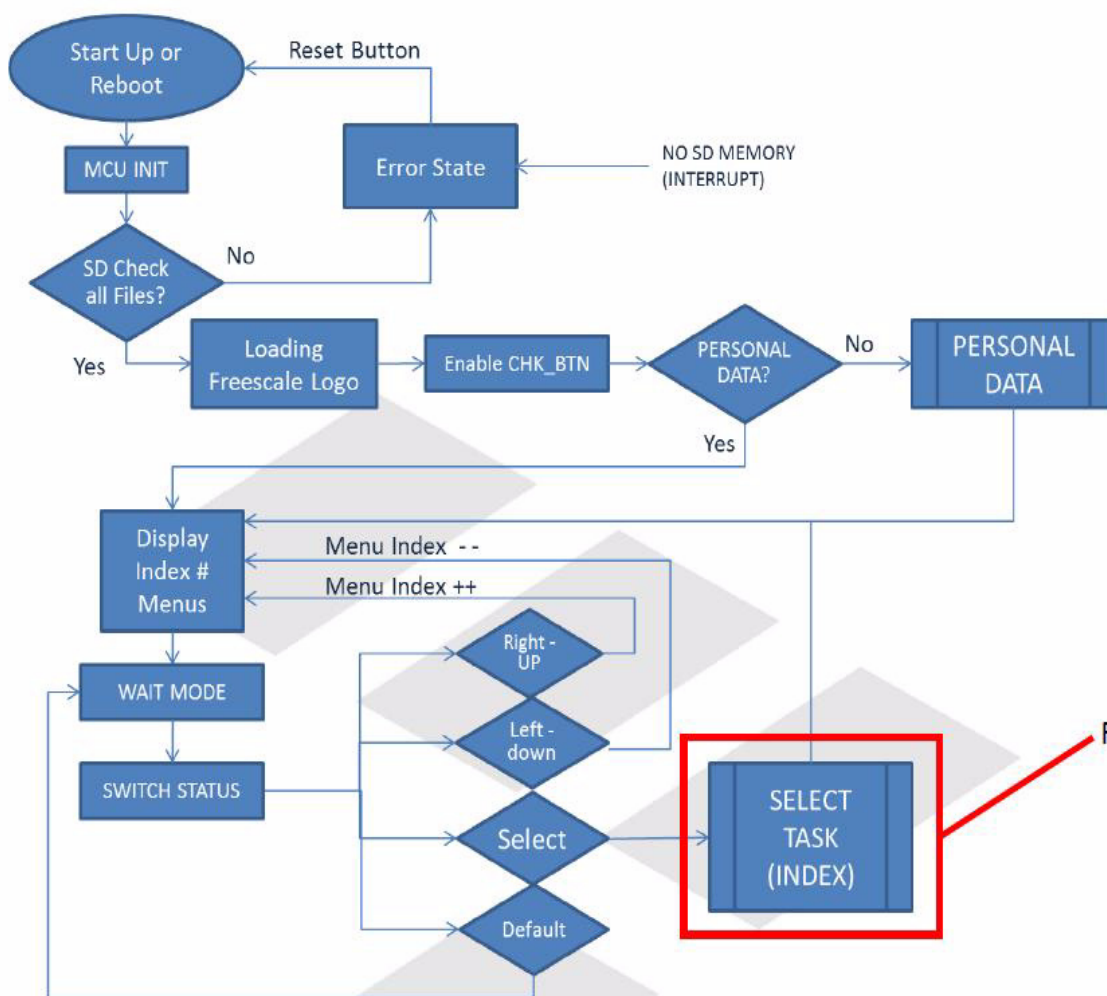 Start Up or
Reboot
Reset Button
MCU INIT
Error State
NO SD MEMORY
(INTERRUPT)
SD Check
all Files?
No
Yes
Loading
Freescale Logo
Enable CHK_BTN
PERSONAL
DATA?
No
PERSONAL
DATA
Yes
Display
Index #
Menus
Menu Index - -
Menu Index ++
Right -
UP
WAIT MODE
Left -
down
SWITCH STATUS
Select
SELECT
TASK
(INDEX)
Default